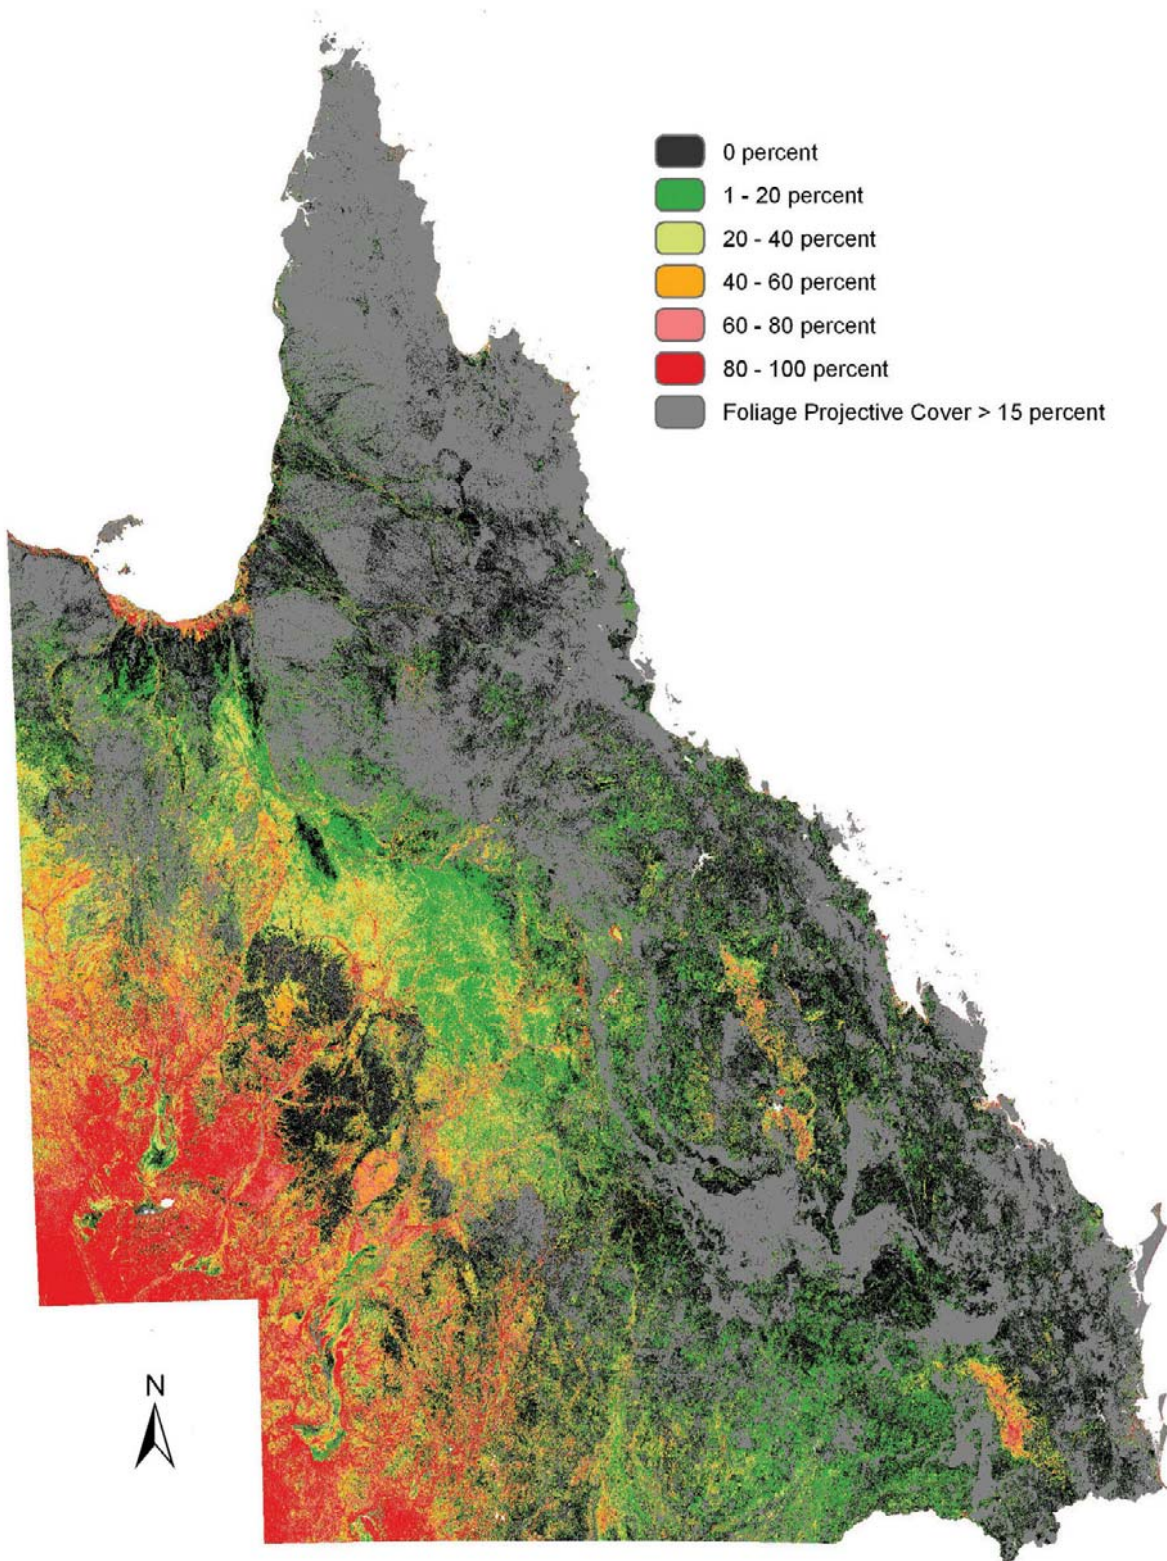 0 percent
1 - 20 percent
20 - 40 percent
40 - 60 percent
60 - 80 percent
80 - 100 percent
Foliage Projective Cover > 15 percent
N